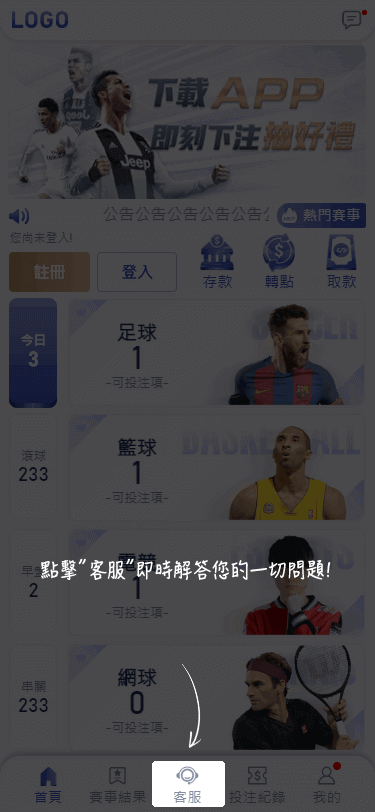 LOGO
下載APP
即刻下注抽好禮
Jeep
公告公告公告公告公告
熱門賽事
您尚未登入!
註冊
登入
存款
轉點
取款
今日
3
足球
1
-可投注項-
滾球
233
籃球
1
-可投注項-
BASKETBALL
早盤
2
電競
1
-可投注項-
點擊"客服"即時解答您的一切問題!
串關
233
網球
0
-可投注項-
首頁
賽事結果
客服
投注紀錄
我的